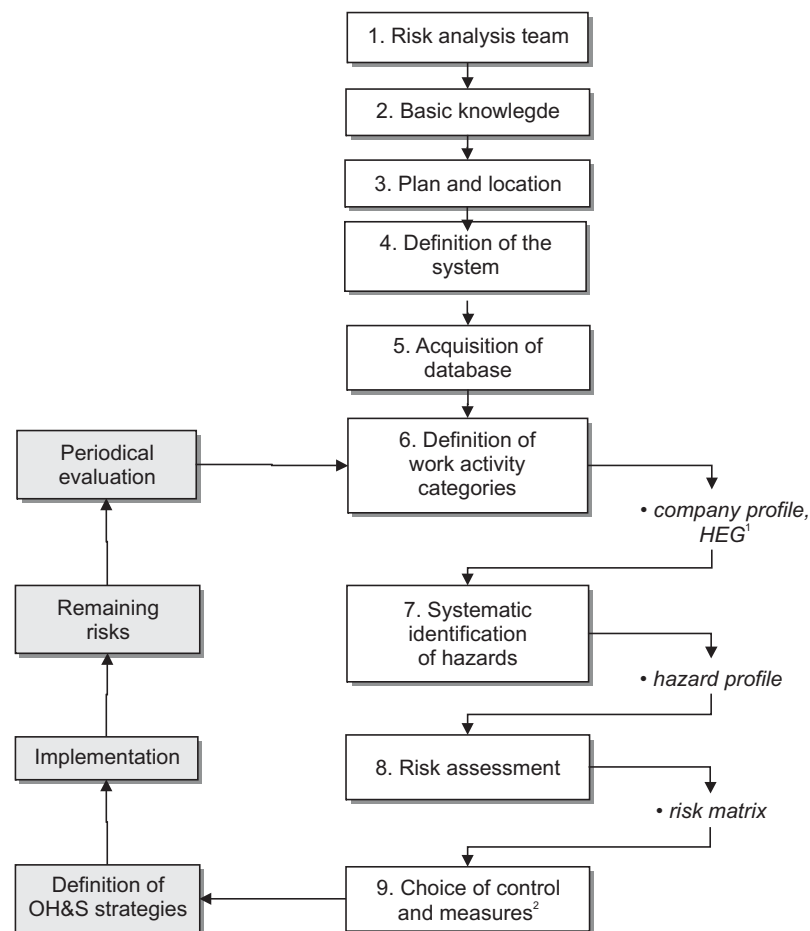 1. Risk analysis team
2. Basic knowlegde
3. Plan and location
4. Definition of the
system
5. Acquisition of
database
6. Definition of
work activity
categories
Periodical
evaluation
• company profile,
HEG¹
7. Systematic
identification
of hazards
Remaining
risks
• hazard profile
8. Risk assessment
Implementation
• risk matrix
9. Choice of control
and measures²
Definition of
OH&S strategies